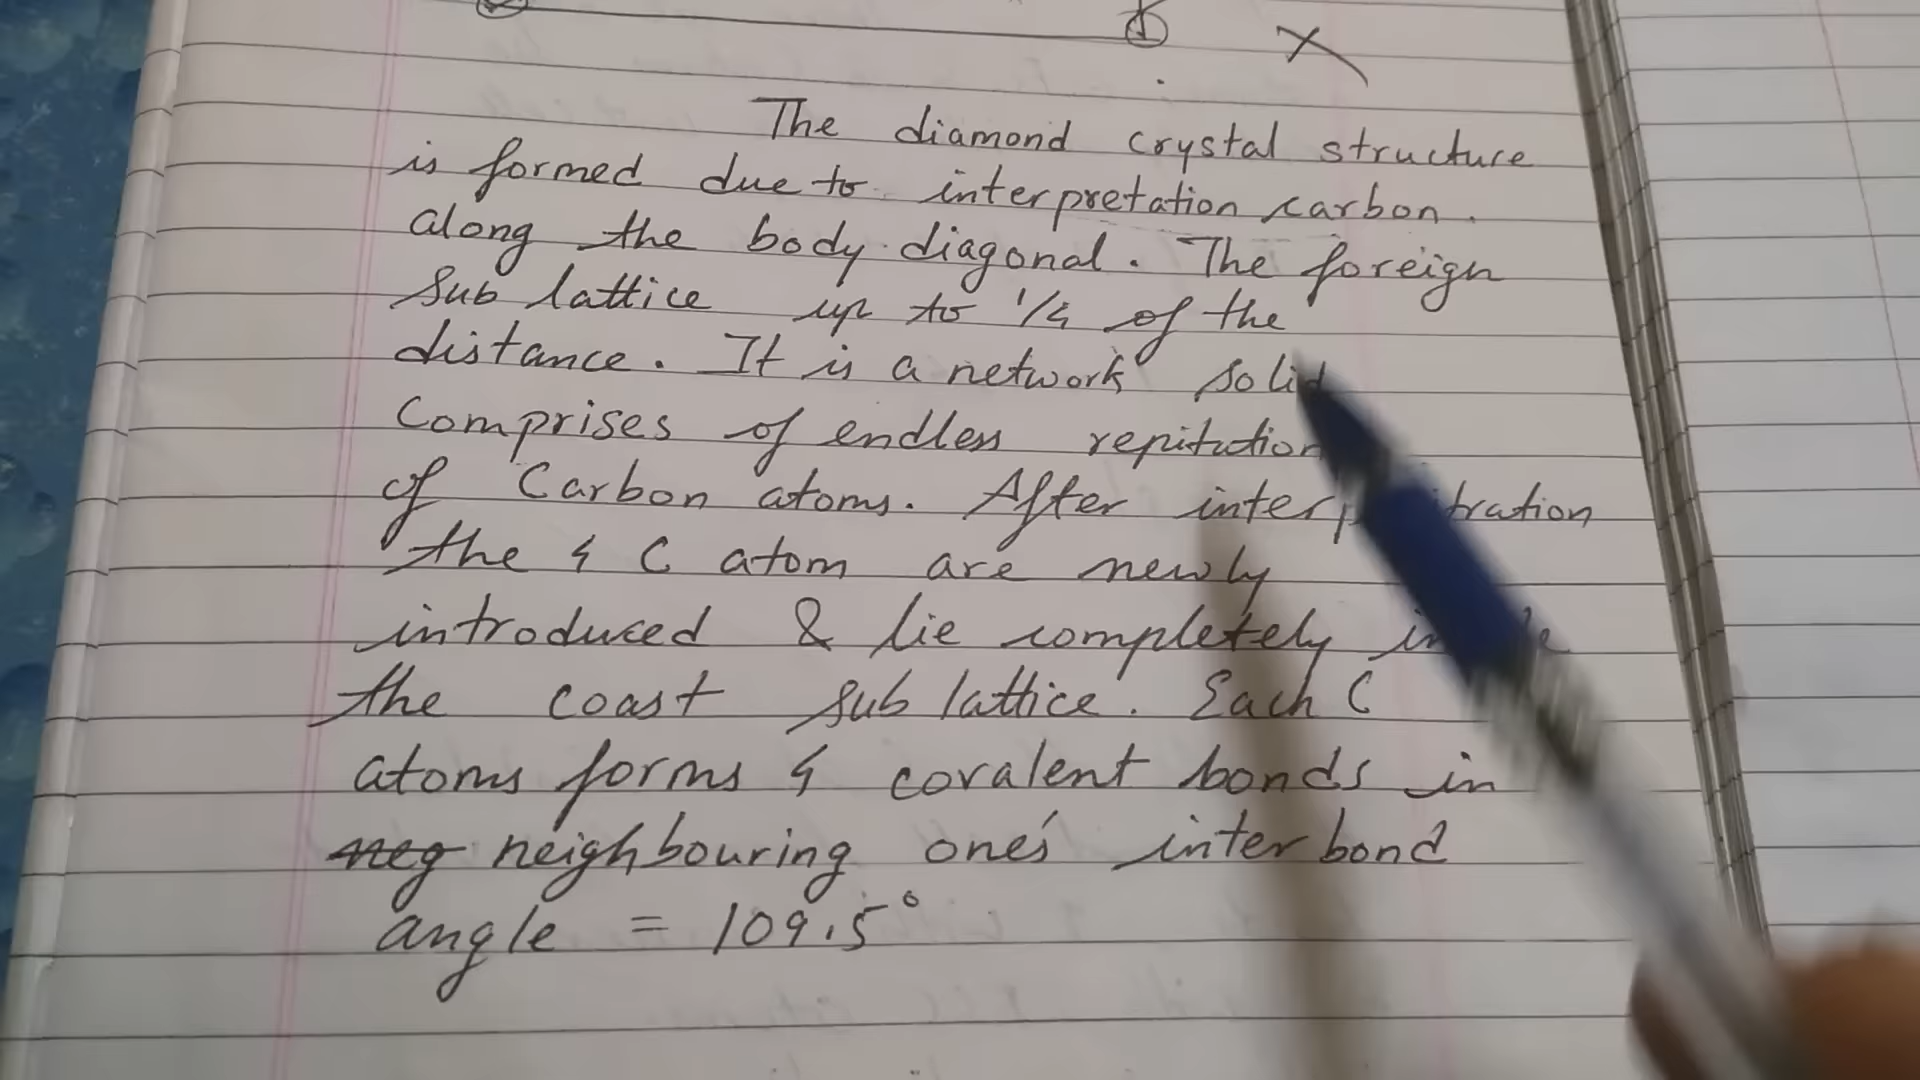 The diamond crystal structure
is formed due to interpretation carbon.
along the body diagonal. The foreign
Sub lattice up to 1/4 of the
distance. It is a network solid
Comprises of endless repitution
of Carbon atoms. After
the 4 C atom are newly
introduced & lie completely
the coast sub lattice. Each C
atoms forms 4 covalent bonds in
neg neighbouring one's inter bond
angle = 109.5°